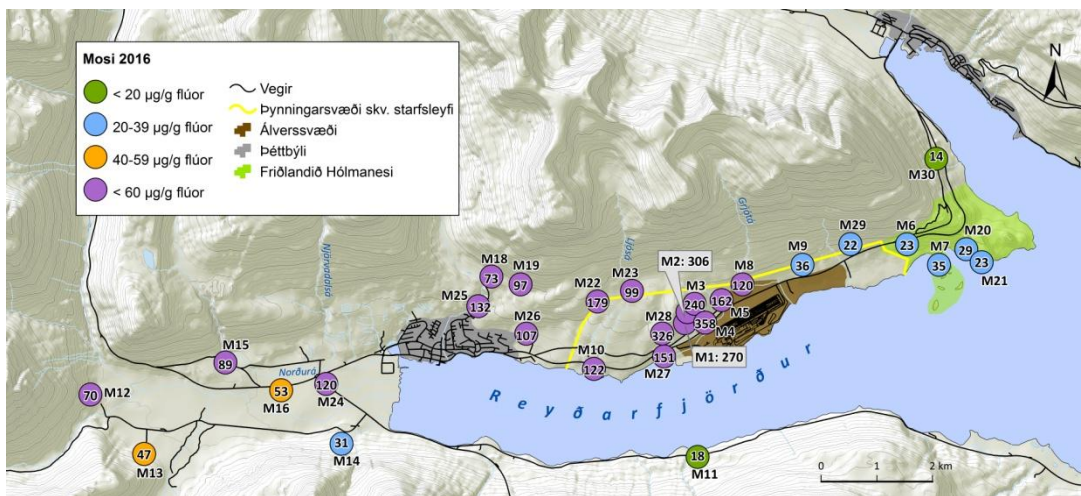 Mosi 2016
< 20 µg/g flúor
20-39 µg/g flúor
40-59 µg/g flúor
< 60 µg/g flúor
Vegir
Þynningarsvæði skv. starfsleyfi
Álverssvæði
Þéttbýli
Friðlandið Hólmanesi
N
14
M30
Grjótá
M29
22
M6
23
M20
29
M7
35
23
M21
M9
36
M8
120
M2: 306
M3
240
162
M5
358
M4
M1: 270
M28
326
151
M27
Ljósá
M23
99
M22
179
M18
73
M19
97
M25
132
M26
107
M10
122
Njörvadalsá
M15
89
Norðurá
53
M16
120
M24
70
M12
47
M13
31
M14
18
M11
Reyðarfjörður
0 1 2 km